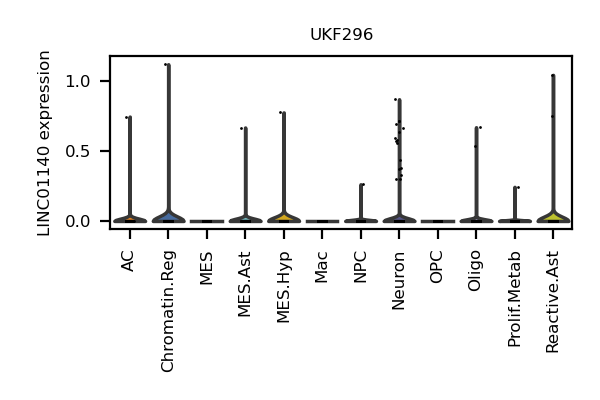 UKF296
LINC01140 expression
1.0
0.5
0.0
AC
Chromatin.Reg
MES
MES.Ast
MES.Hyp
Mac
NPC
Neuron
OPC
Oligo
Prolif.Metab
Reactive.Ast